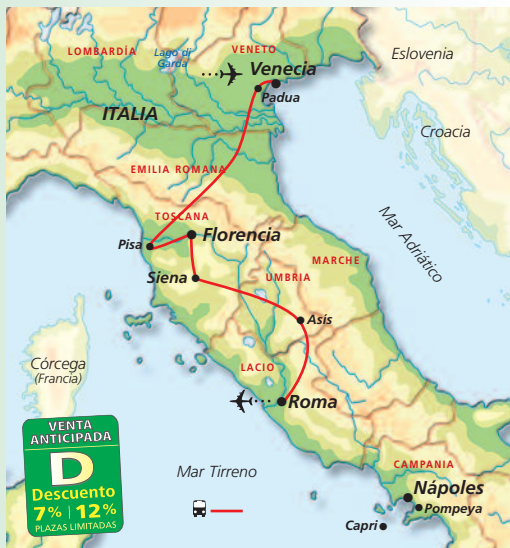 LOMBARDÍA
Lago di
Garda
VENETO
Venecia
Padua
Eslovenia
ITALIA
Croacia
EMILIA ROMANA
TOSCANA
Pisa
Florencia
Mar Adriático
MARCHE
Siena
UMBRIA
Asís
Córcega
(Francia)
LACIO
Roma
VENTA
ANTICIPADA
D
Descuento
7% | 12%
PLAZAS LIMITADAS
Mar Tirreno
CAMPANIA
Nápoles
Pompeya
Capri